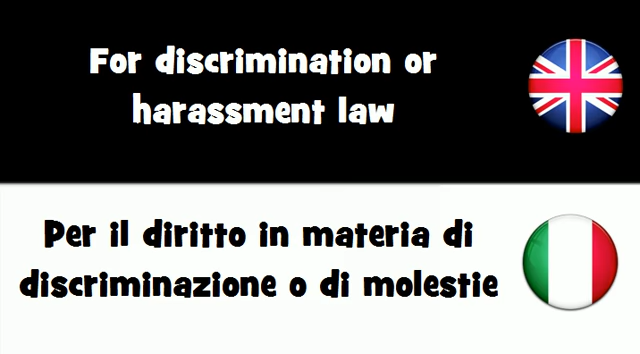 For discrimination or
harassment law
Per il diritto in materia di
discriminazione o di molestie